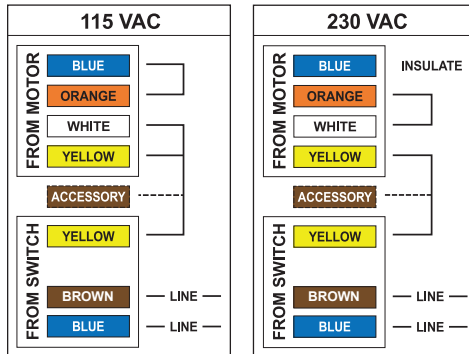 115 VAC
FROM MOTOR
BLUE
ORANGE
WHITE
YELLOW
ACCESSORY
FROM SWITCH
YELLOW
BROWN LINE
BLUE LINE
230 VAC
FROM MOTOR
BLUE INSULATE
ORANGE
WHITE
YELLOW
ACCESSORY
FROM SWITCH
YELLOW
BROWN LINE
BLUE LINE